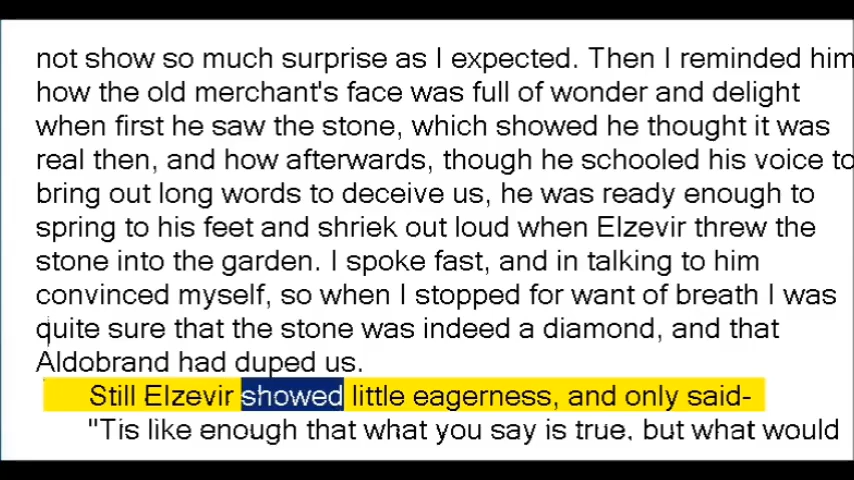 not show so much surprise as I expected. Then I reminded him
how the old merchant's face was full of wonder and delight
when first he saw the stone, which showed he thought it was
real then, and how afterwards, though he schooled his voice to
bring out long words to deceive us, he was ready enough to
spring to his feet and shriek out loud when Elzevir threw the
stone into the garden. I spoke fast, and in talking to him
convinced myself, so when I stopped for want of breath I was
quite sure that the stone was indeed a diamond, and that
Aldobrand had duped us.
Still Elzevir showed little eagerness, and only said-
"Tis like enough that what you say is true, but what would